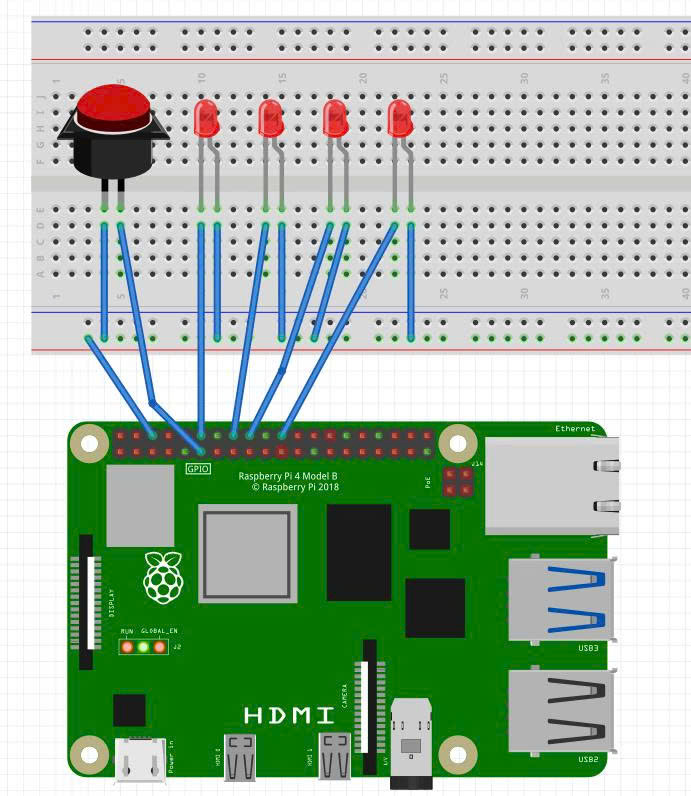 1 5 10 15 20 25 30 35 40
J
I
H
G
F
E
D
C
B
A
1 5 10 15 20 25 30 35 40
Ethernet
GPIO
Raspberry Pi 4 Model B
© Raspberry Pi 2018
J14
PoE
DISPLAY
RUN GLOBAL_EN
J2
USB3
CAMERA
HDMI
Power in
HDMI 0
HDMI 1
A/V
USB2